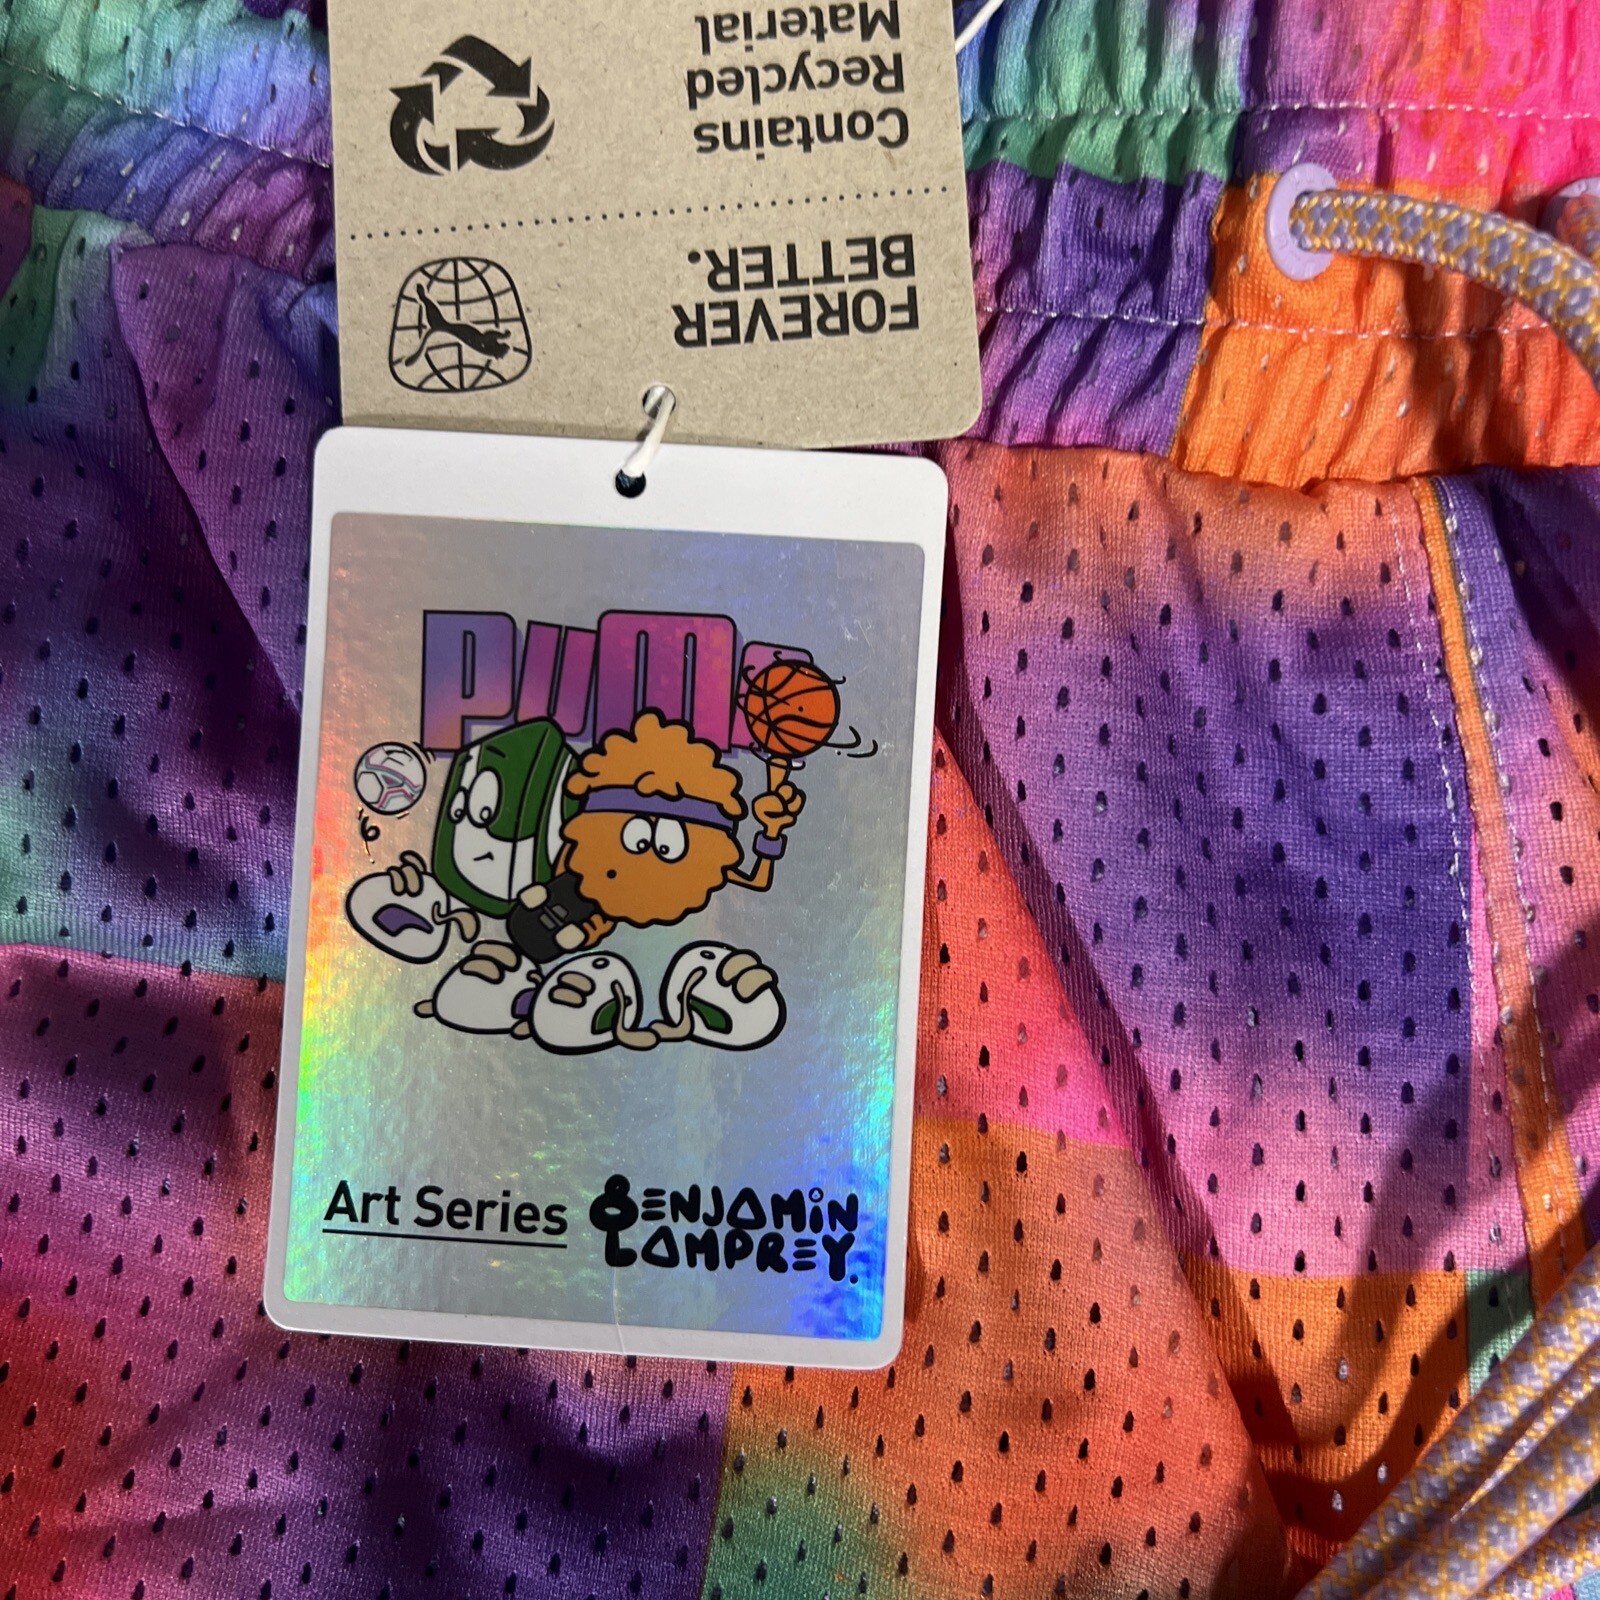 Contains
Recycled
Material
FOREVER
BETTER.
PUMA
Art Series
BENJAMIN
LAMPREY.